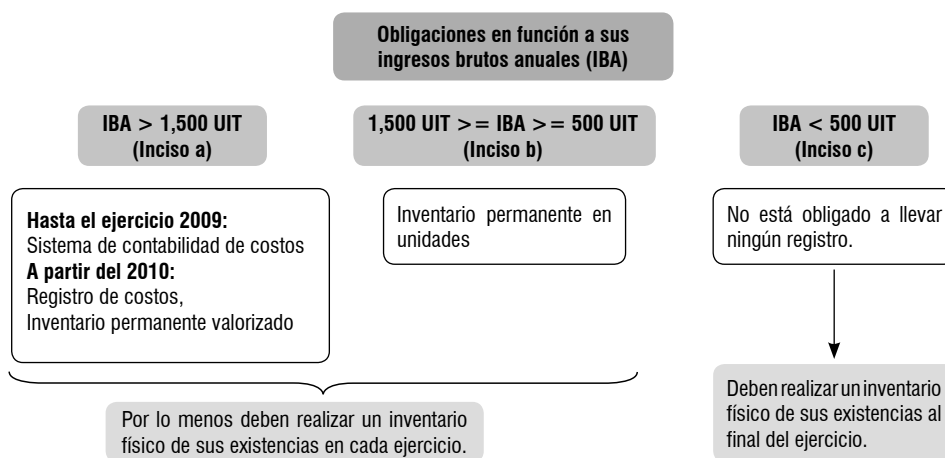 Obligaciones en función a sus
ingresos brutos anuales (IBA)
IBA > 1,500 UIT
(Inciso a)
1,500 UIT >= IBA >= 500 UIT
(Inciso b)
IBA < 500 UIT
(Inciso c)
Hasta el ejercicio 2009:
Sistema de contabilidad de costos
A partir del 2010:
Registro de costos,
Inventario permanente valorizado
Inventario permanente en
unidades
No está obligado a llevar
ningún registro.
Por lo menos deben realizar un inventario
físico de sus existencias en cada ejercicio.
Deben realizar un inventario
físico de sus existencias al
final del ejercicio.